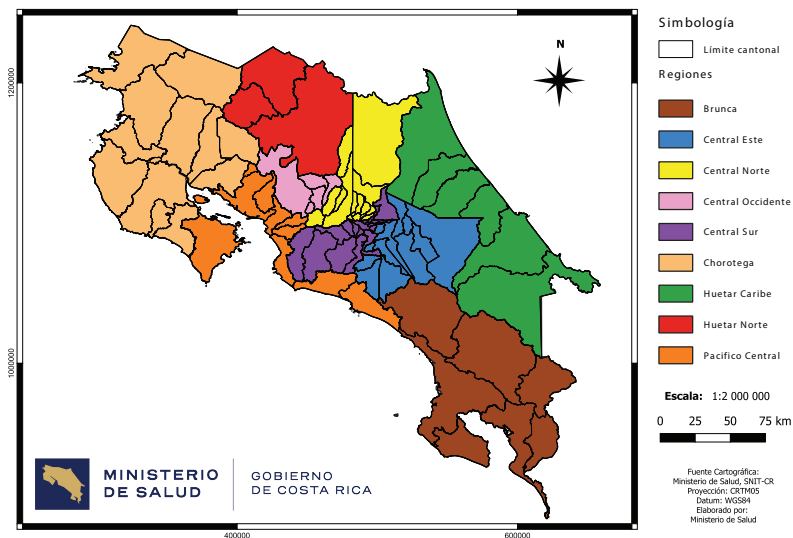 Simbología
Límite cantonal
Regiones
Brunca
Central Este
Central Norte
Central Occidente
Central Sur
Chorotega
Huetar Caribe
Huetar Norte
Pacifico Central
Escala: 1:2 000 000
0 25 50 75 km
Fuente Cartográfica:
Ministerio de Salud, SNIT-CR
Proyección: CRTM05
Datum: WGS84
Elaborado por:
Ministerio de Salud
N
1200000
1000000
400000
600000
MINISTERIO
DE SALUD
GOBIERNO
DE COSTA RICA